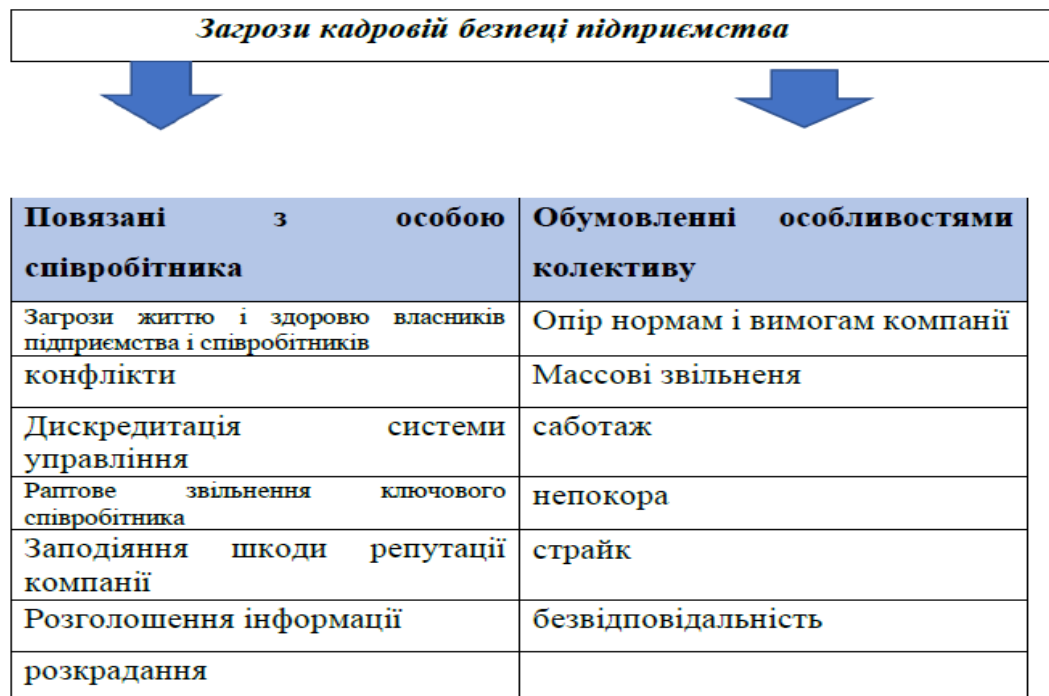 Загрози кадровій безпеці підприємства
Повязані з особою співробітника
Обумовленні особливостями колективу
Загрози життю і здоровю власників підприємства і співробітників
Опір нормам і вимогам компанії
конфлікти
Массові звільненя
Дискредитація системи управління
саботаж
Раптове звільнення ключового співробітника
непокора
Заподіяння шкоди репутації компанії
страйк
Розголошення інформації
безвідповідальність
розкрадання